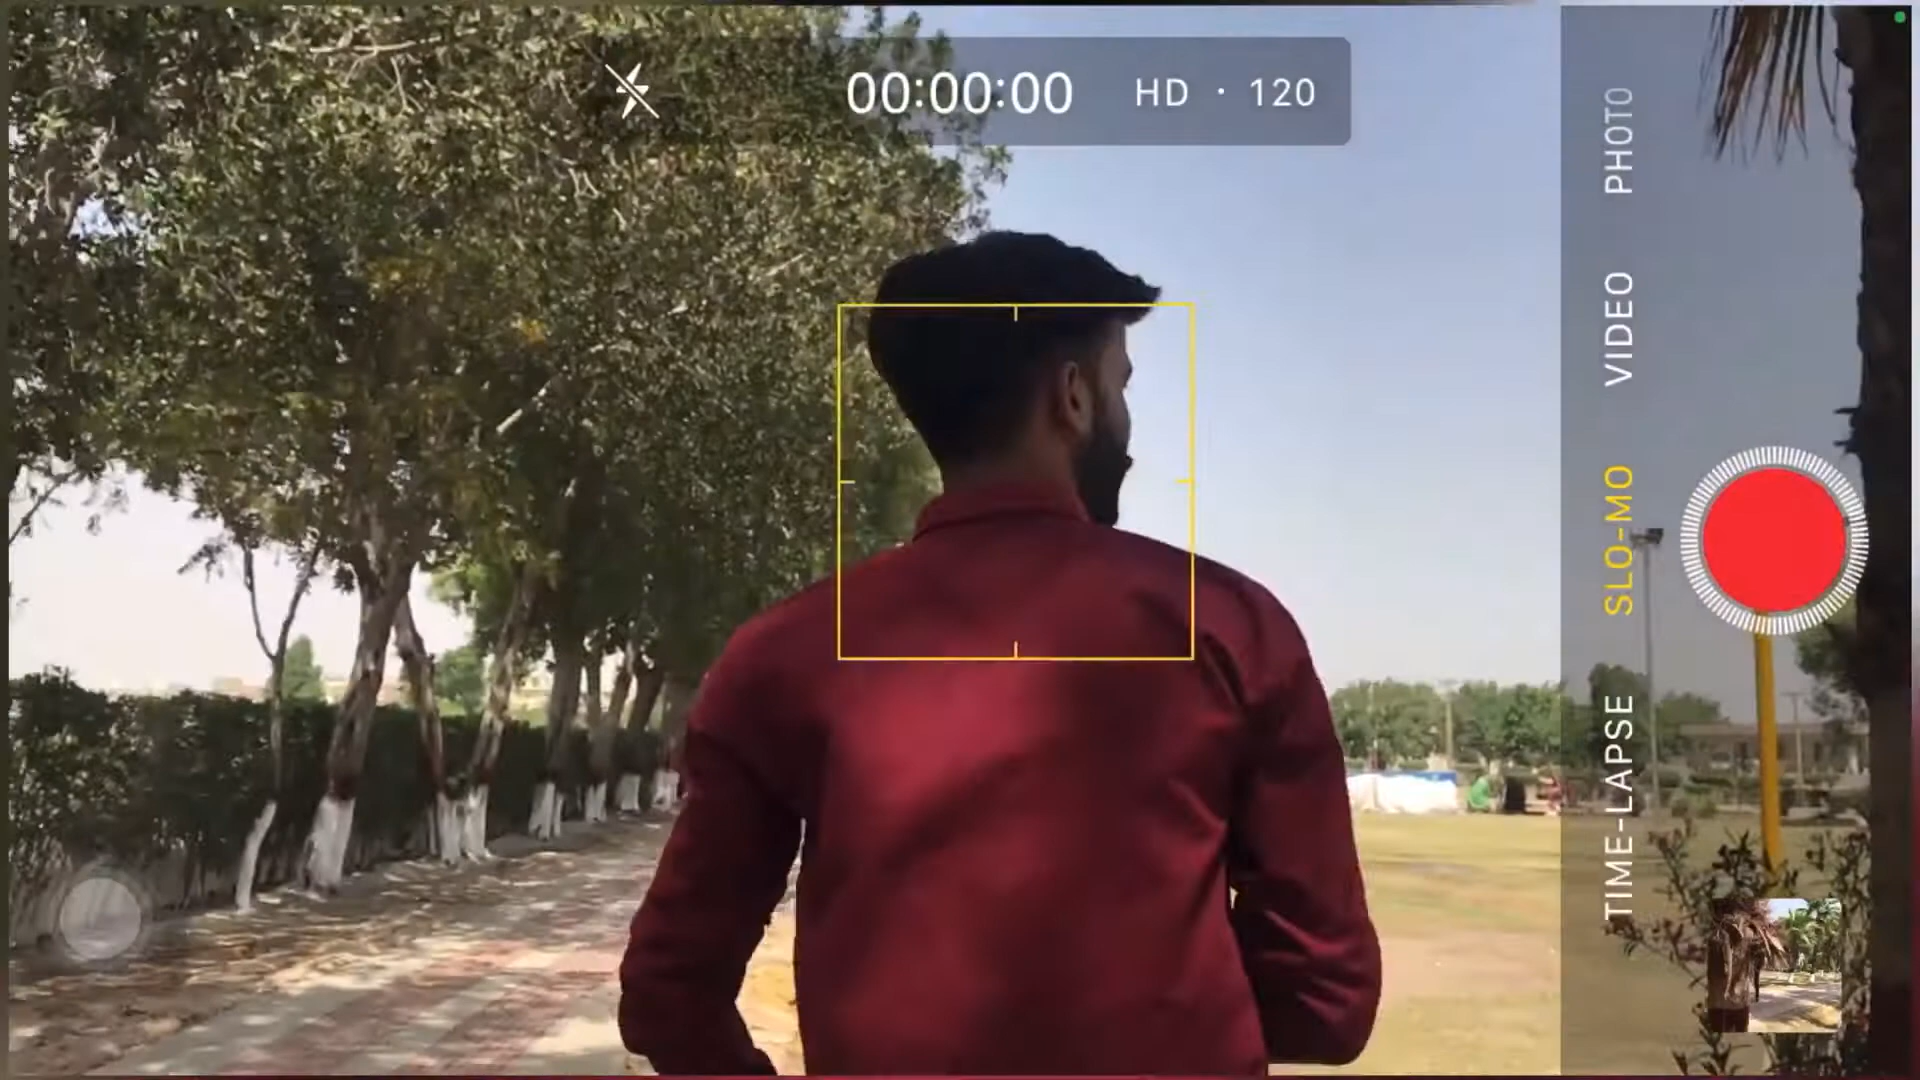 00:00:00 HD · 120
PHOTO
VIDEO
SLO-MO
TIME-LAPSE